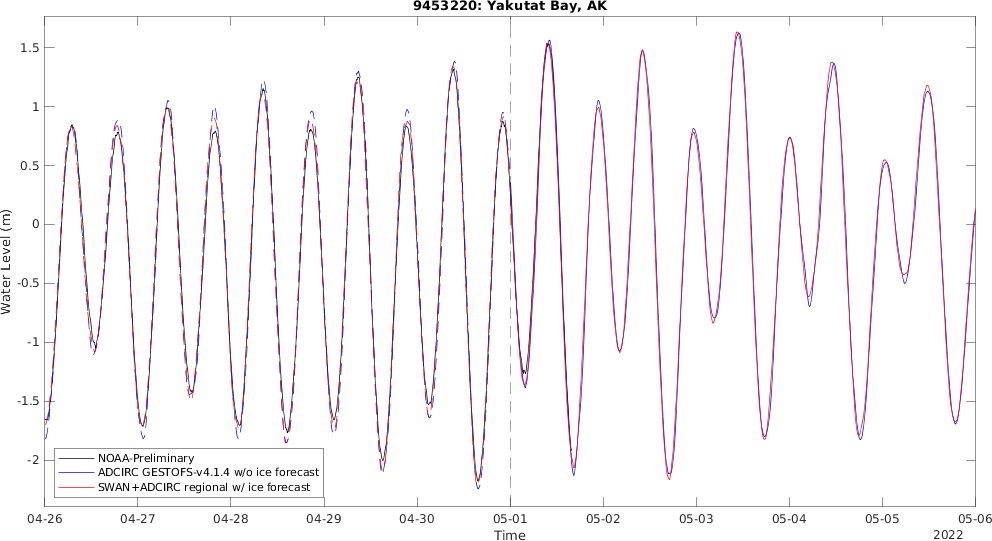 9453220: Yakutat Bay, AK
Water Level (m)
1.5
1
0.5
0
-0.5
-1
-1.5
-2
NOAA-Preliminary
ADCIRC GESTOFS-v4.1.4 w/o ice forecast
SWAN+ADCIRC regional w/ ice forecast
04-26 04-27 04-28 04-29 04-30 05-01 05-02 05-03 05-04 05-05 05-06
Time
2022